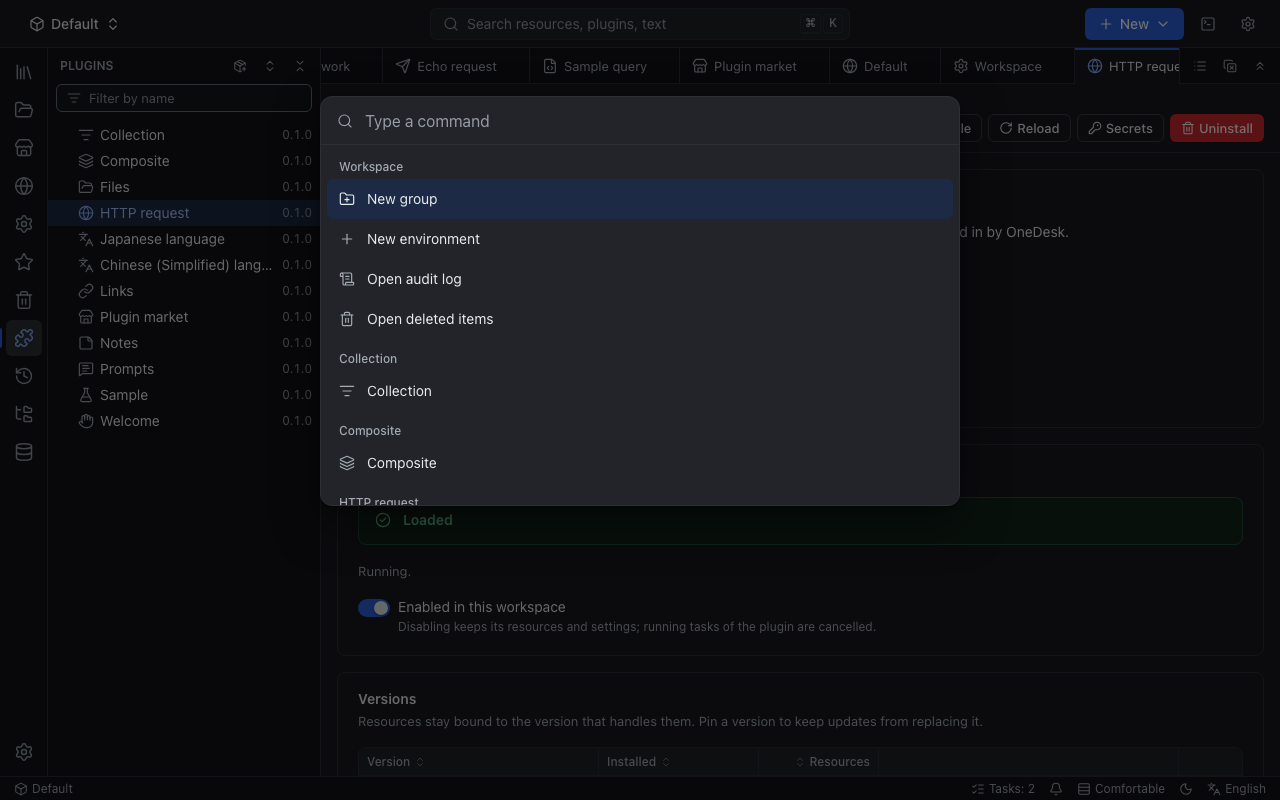 Default
Search resources, plugins, text
⌘ K
New
PLUGINS
Filter by name
Collection 0.1.0
Composite 0.1.0
Files 0.1.0
HTTP request 0.1.0
Japanese language 0.1.0
Chinese (Simplified) lang... 0.1.0
Links 0.1.0
Plugin market 0.1.0
Notes 0.1.0
Prompts 0.1.0
Sample 0.1.0
Welcome 0.1.0
work
Echo request
Sample query
Plugin market
Default
Workspace
HTTP reque
le
Reload
Secrets
Uninstall
Type a command
Workspace
New group
New environment
Open audit log
Open deleted items
Collection
Collection
Composite
Composite
HTTP request
d in by OneDesk.
Loaded
Running.
Enabled in this workspace
Disabling keeps its resources and settings; running tasks of the plugin are cancelled.
Versions
Resources stay bound to the version that handles them. Pin a version to keep updates from replacing it.
Version Installed Resources
Default
Tasks: 2
Comfortable
English